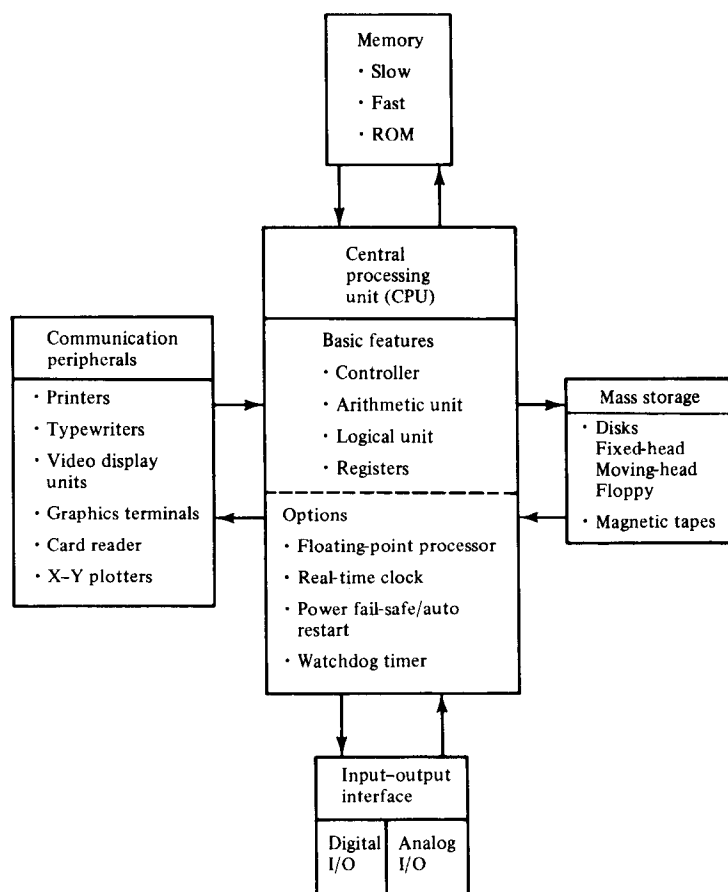 Memory
· Slow
· Fast
· ROM
Central
processing
unit (CPU)
Basic features
· Controller
· Arithmetic unit
· Logical unit
· Registers
Options
· Floating-point processor
· Real-time clock
· Power fail-safe/auto
restart
· Watchdog timer
Communication
peripherals
· Printers
· Typewriters
· Video display
units
· Graphics terminals
· Card reader
· X–Y plotters
Mass storage
· Disks
Fixed-head
Moving-head
Floppy
· Magnetic tapes
Input–output
interface
Digital
I/O
Analog
I/O